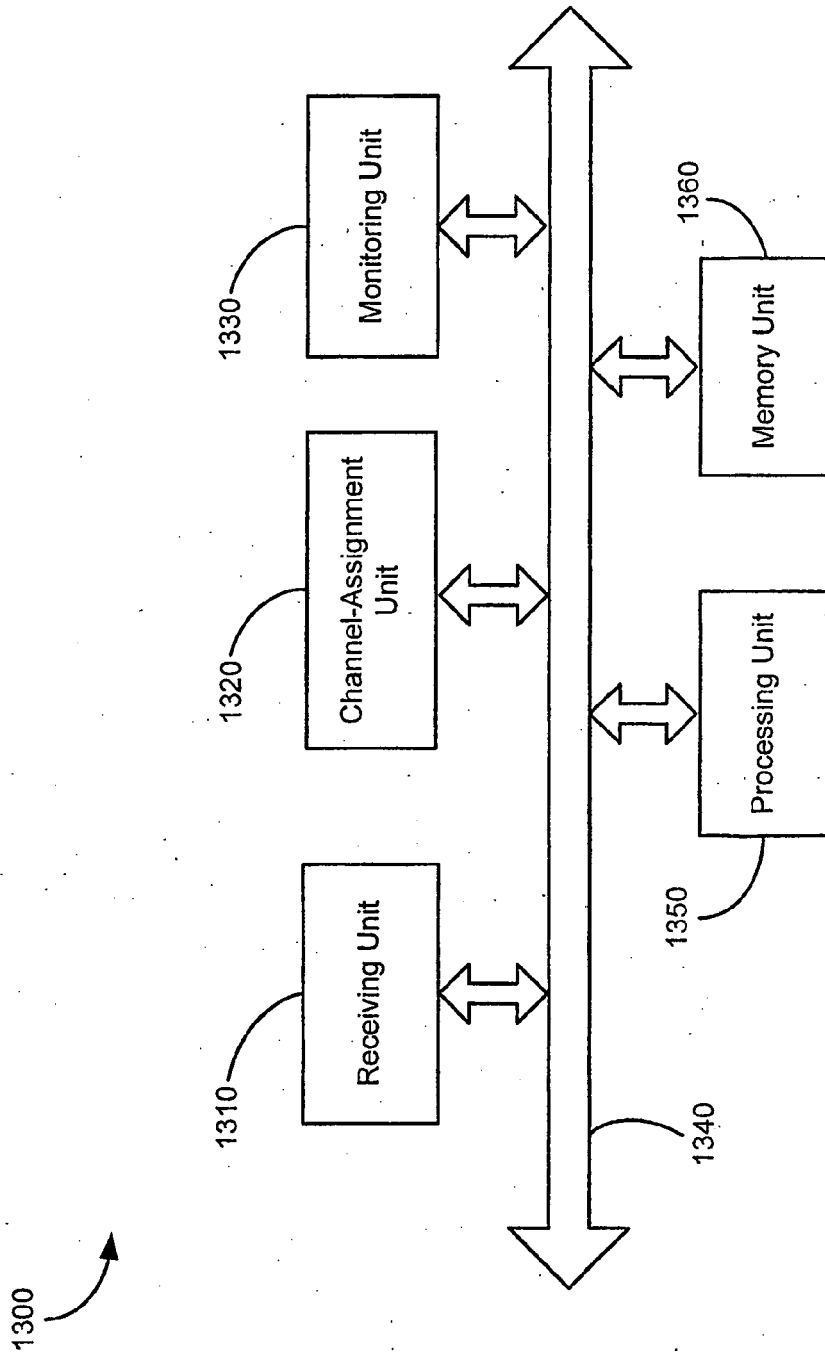 1300
1310
Receiving Unit
1320
Channel-Assignment
Unit
1330
Monitoring Unit
1340
1350
Processing Unit
1360
Memory Unit